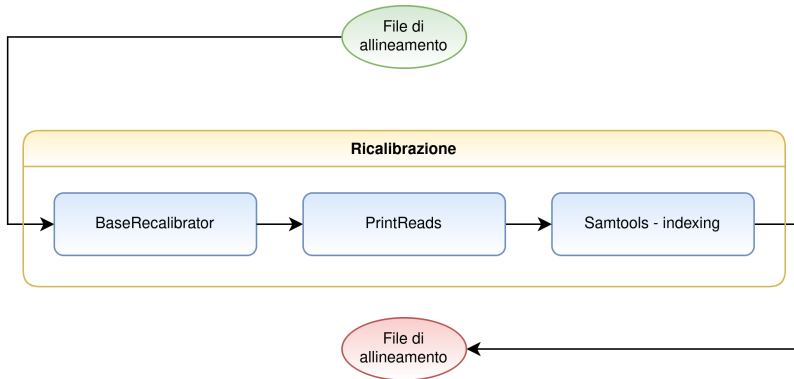 File di
allineamento
Ricalibrazione
BaseRecalibrator
PrintReads
Samtools - indexing
File di
allineamento